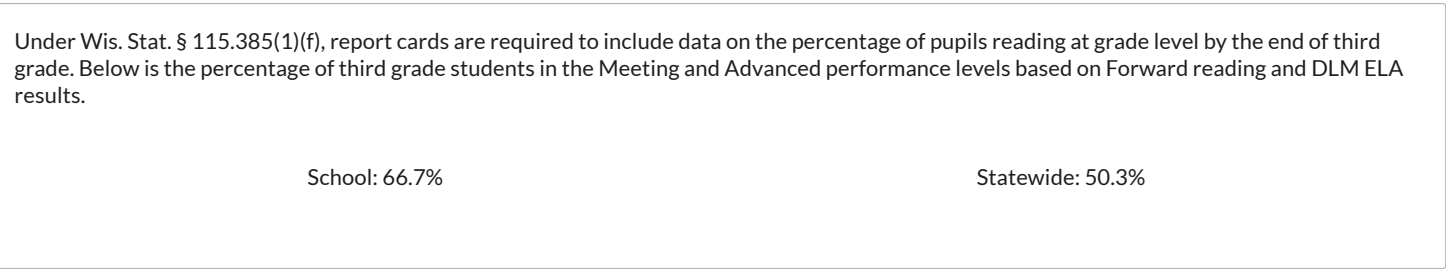 Under Wis. Stat. § 115.385(1)(f), report cards are required to include data on the percentage of pupils reading at grade level by the end of third
grade. Below is the percentage of third grade students in the Meeting and Advanced performance levels based on Forward reading and DLM ELA
results.
School: 66.7%
Statewide: 50.3%